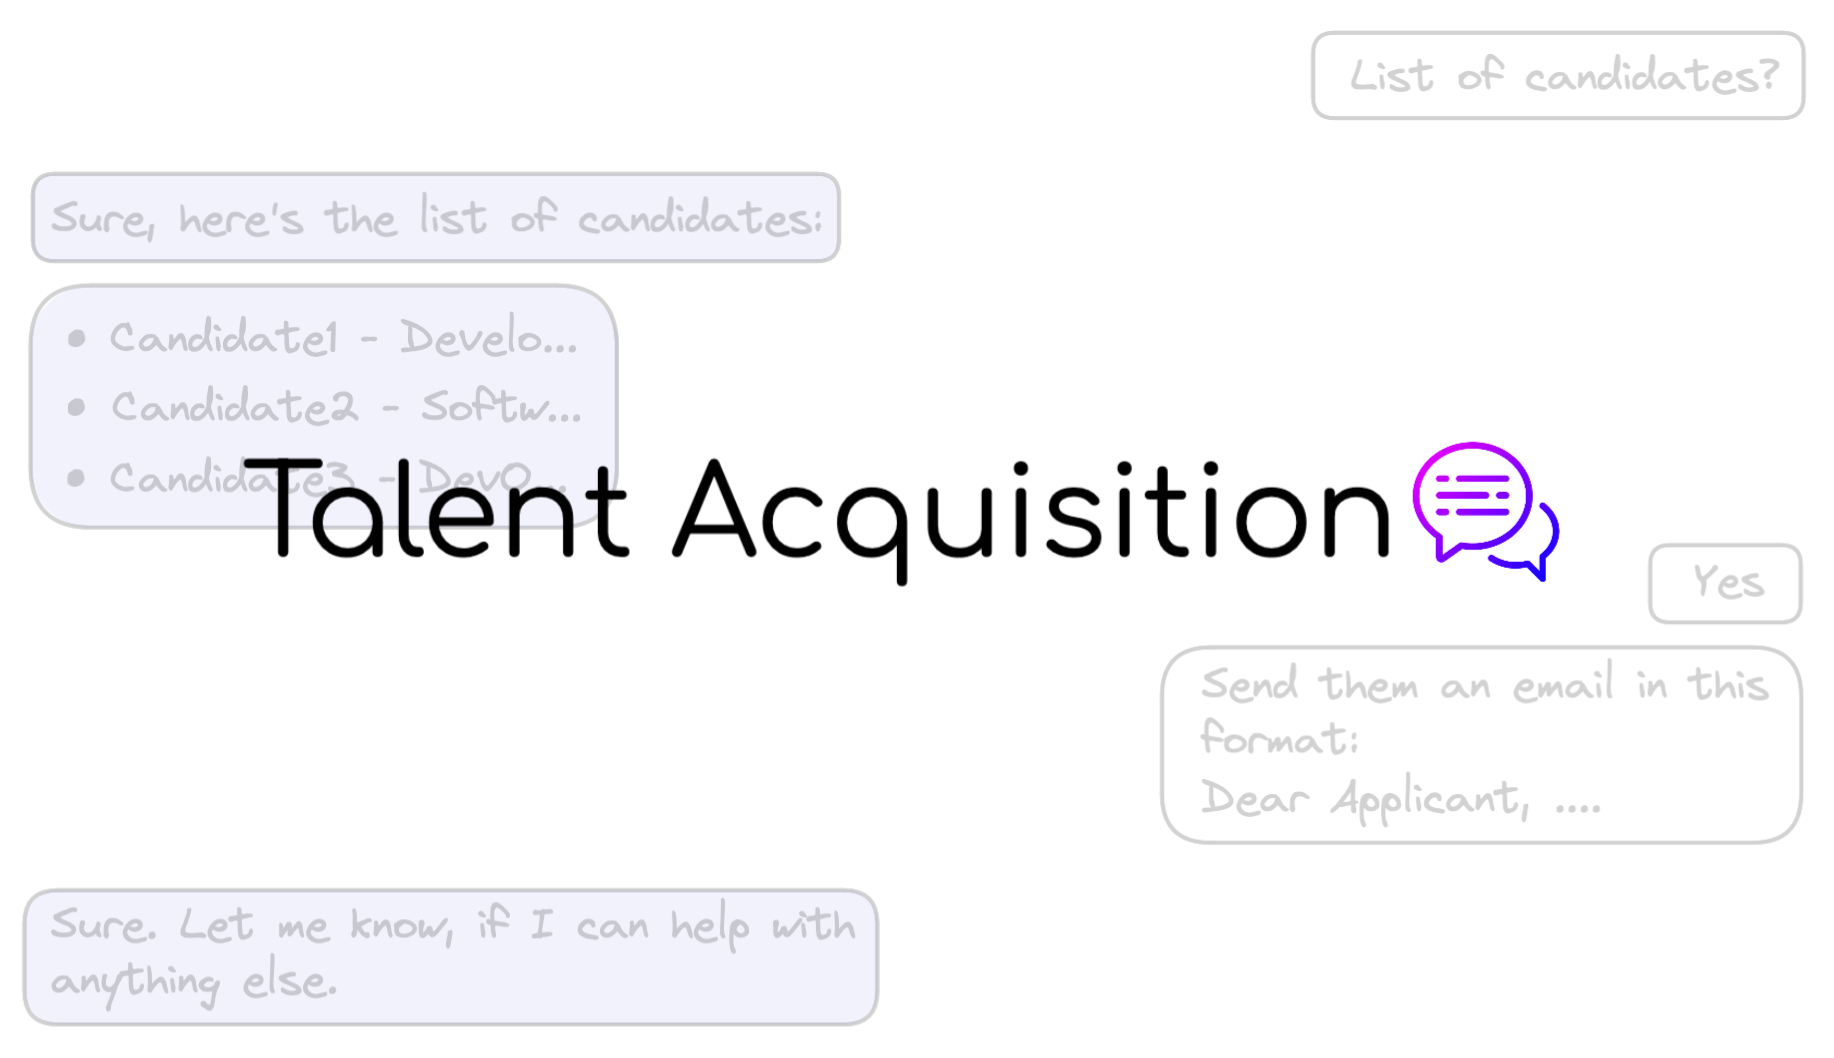 List of candidates?
Sure, here's the list of candidates:
• Candidate1 - Develo...
• Candidate2 - Softw...
• Candidate3 - DevO...
Talent Acquisition
Yes
Send them an email in this
format:
Dear Applicant, ....
Sure. Let me know, if I can help with
anything else.